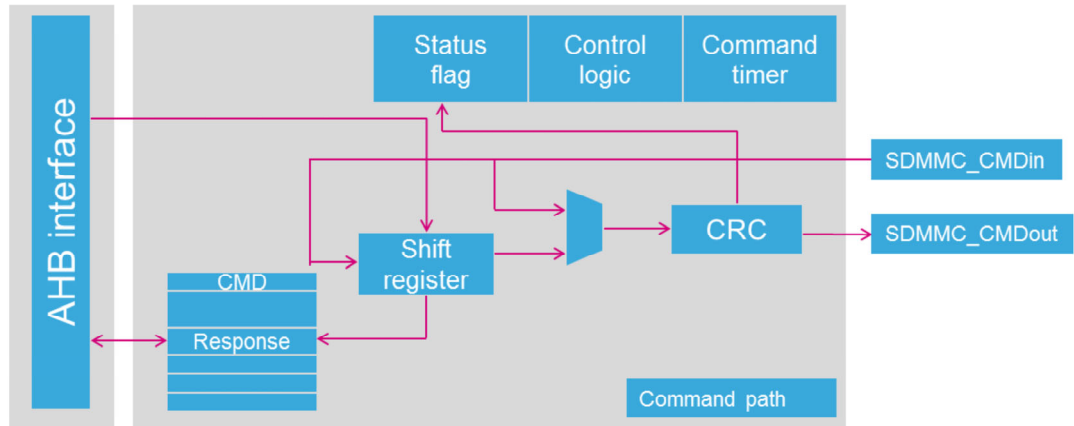 AHB interface
Status
flag
Control
logic
Command
timer
SDMMC_CMDin
SDMMC_CMDout
CRC
Shift
register
CMD
Response
Command path